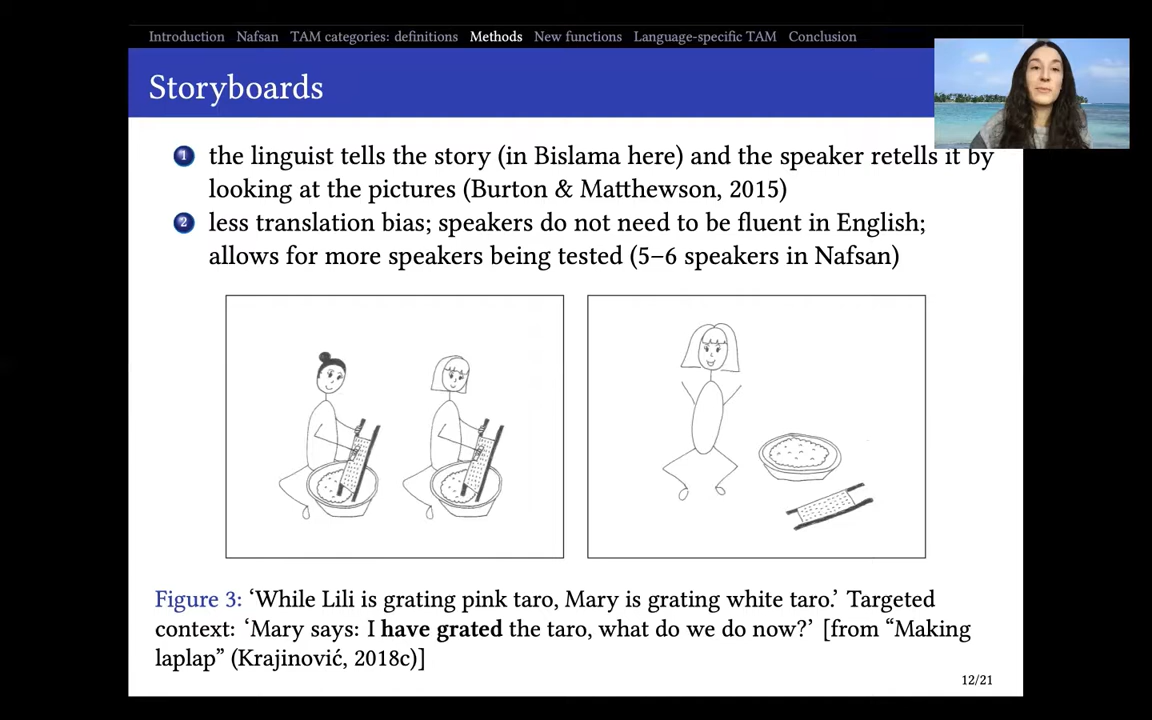 Introduction Nafsan TAM categories: definitions Methods New functions Language-specific TAM Conclusion
Storyboards
1 the linguist tells the story (in Bislama here) and the speaker retells it by
looking at the pictures (Burton & Matthewson, 2015)
2 less translation bias; speakers do not need to be fluent in English;
allows for more speakers being tested (5–6 speakers in Nafsan)
Figure 3: ‘While Lili is grating pink taro, Mary is grating white taro.’ Targeted
context: ‘Mary says: I have grated the taro, what do we do now?’ [from “Making
laplap” (Krajinović, 2018c)]
12/21